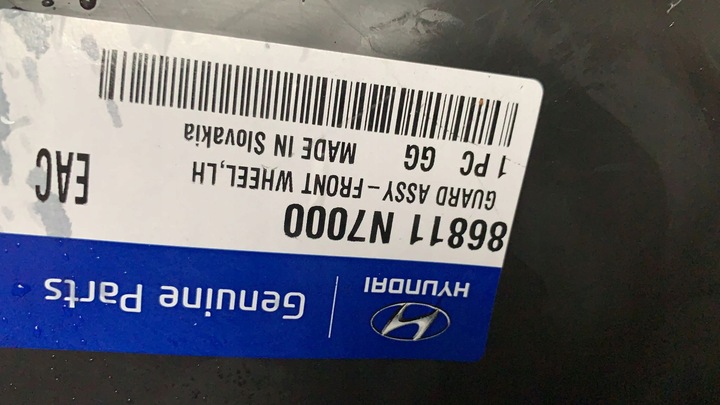 HYUNDAI
Genuine Parts
86811 N7000
GUARD ASSY-FRONT WHEEL,LH
1 PC GG MADE IN Slovakia
EAC